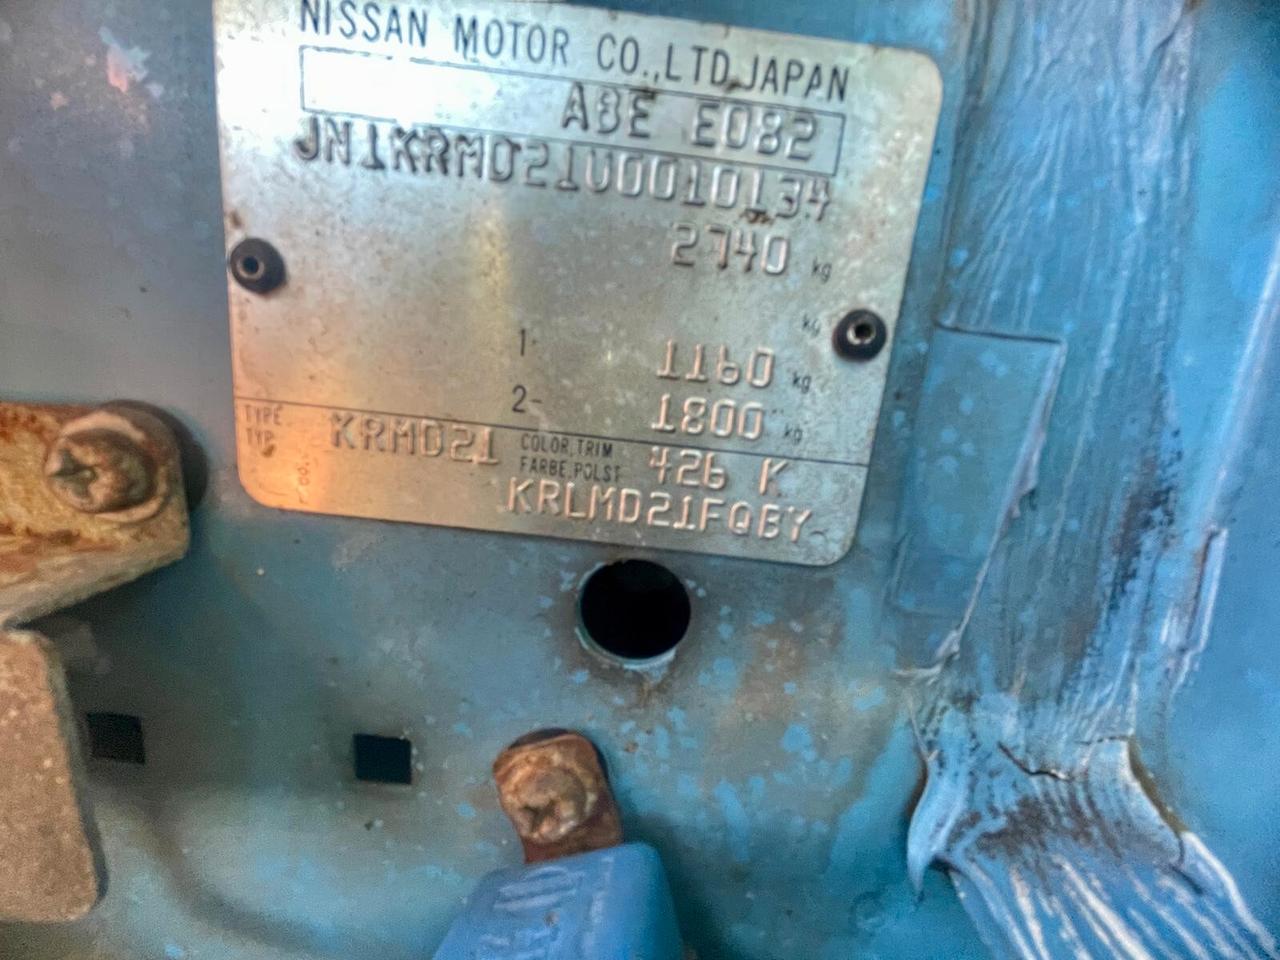 NISSAN MOTOR CO.,LTD.JAPAN
ABE E082
JN1KRMD21U0010134
2740 kg
kg
1- 1160 kg
2- 1800 kg
TYPE
TYP
KRMD21
COLOR,TRIM
FARBE,POLST
426 K
KRLMD21FQBY-